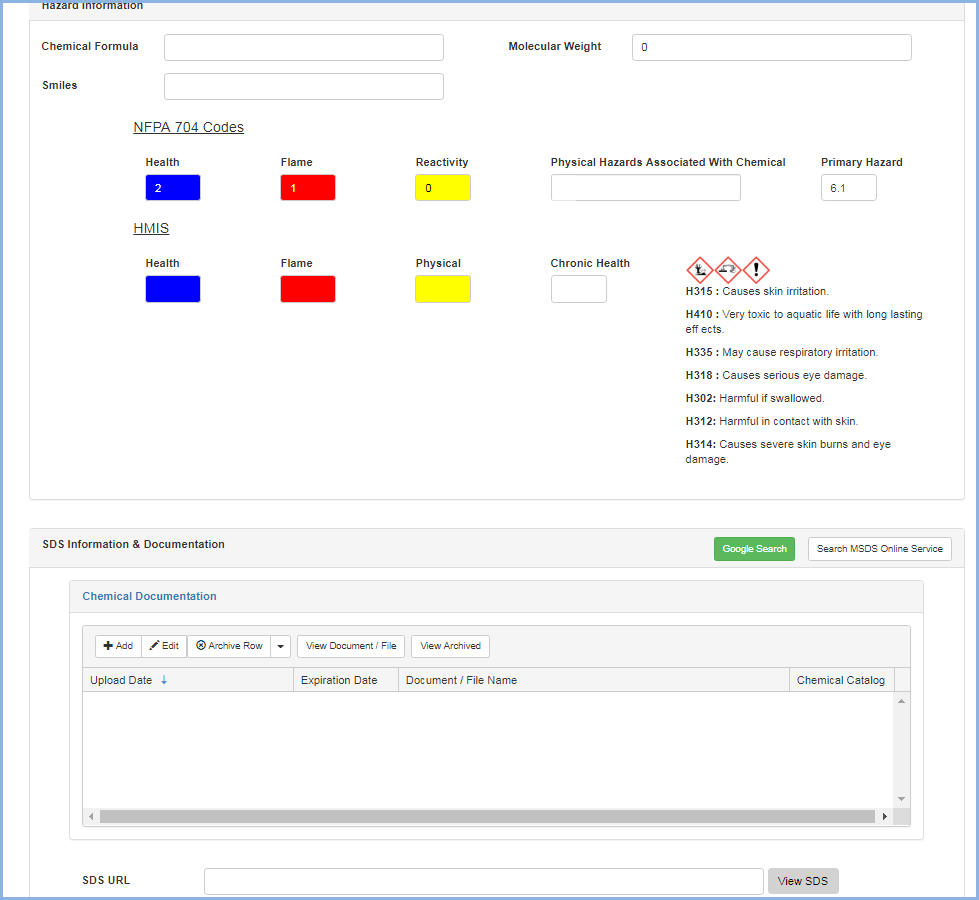 Hazard Information
Chemical Formula
Molecular Weight 0
Smiles
NFPA 704 Codes
Health Flame Reactivity Physical Hazards Associated With Chemical Primary Hazard
2 1 0 6.1
HMIS
Health Flame Physical Chronic Health
H315 : Causes skin irritation.
H410 : Very toxic to aquatic life with long lasting
eff ects.
H335 : May cause respiratory irritation.
H318 : Causes serious eye damage.
H302: Harmful if swallowed.
H312: Harmful in contact with skin.
H314: Causes severe skin burns and eye
damage.
SDS Information & Documentation
Google Search Search MSDS Online Service
Chemical Documentation
Add Edit Archive Row View Document / File View Archived
Upload Date Expiration Date Document / File Name Chemical Catalog
SDS URL View SDS